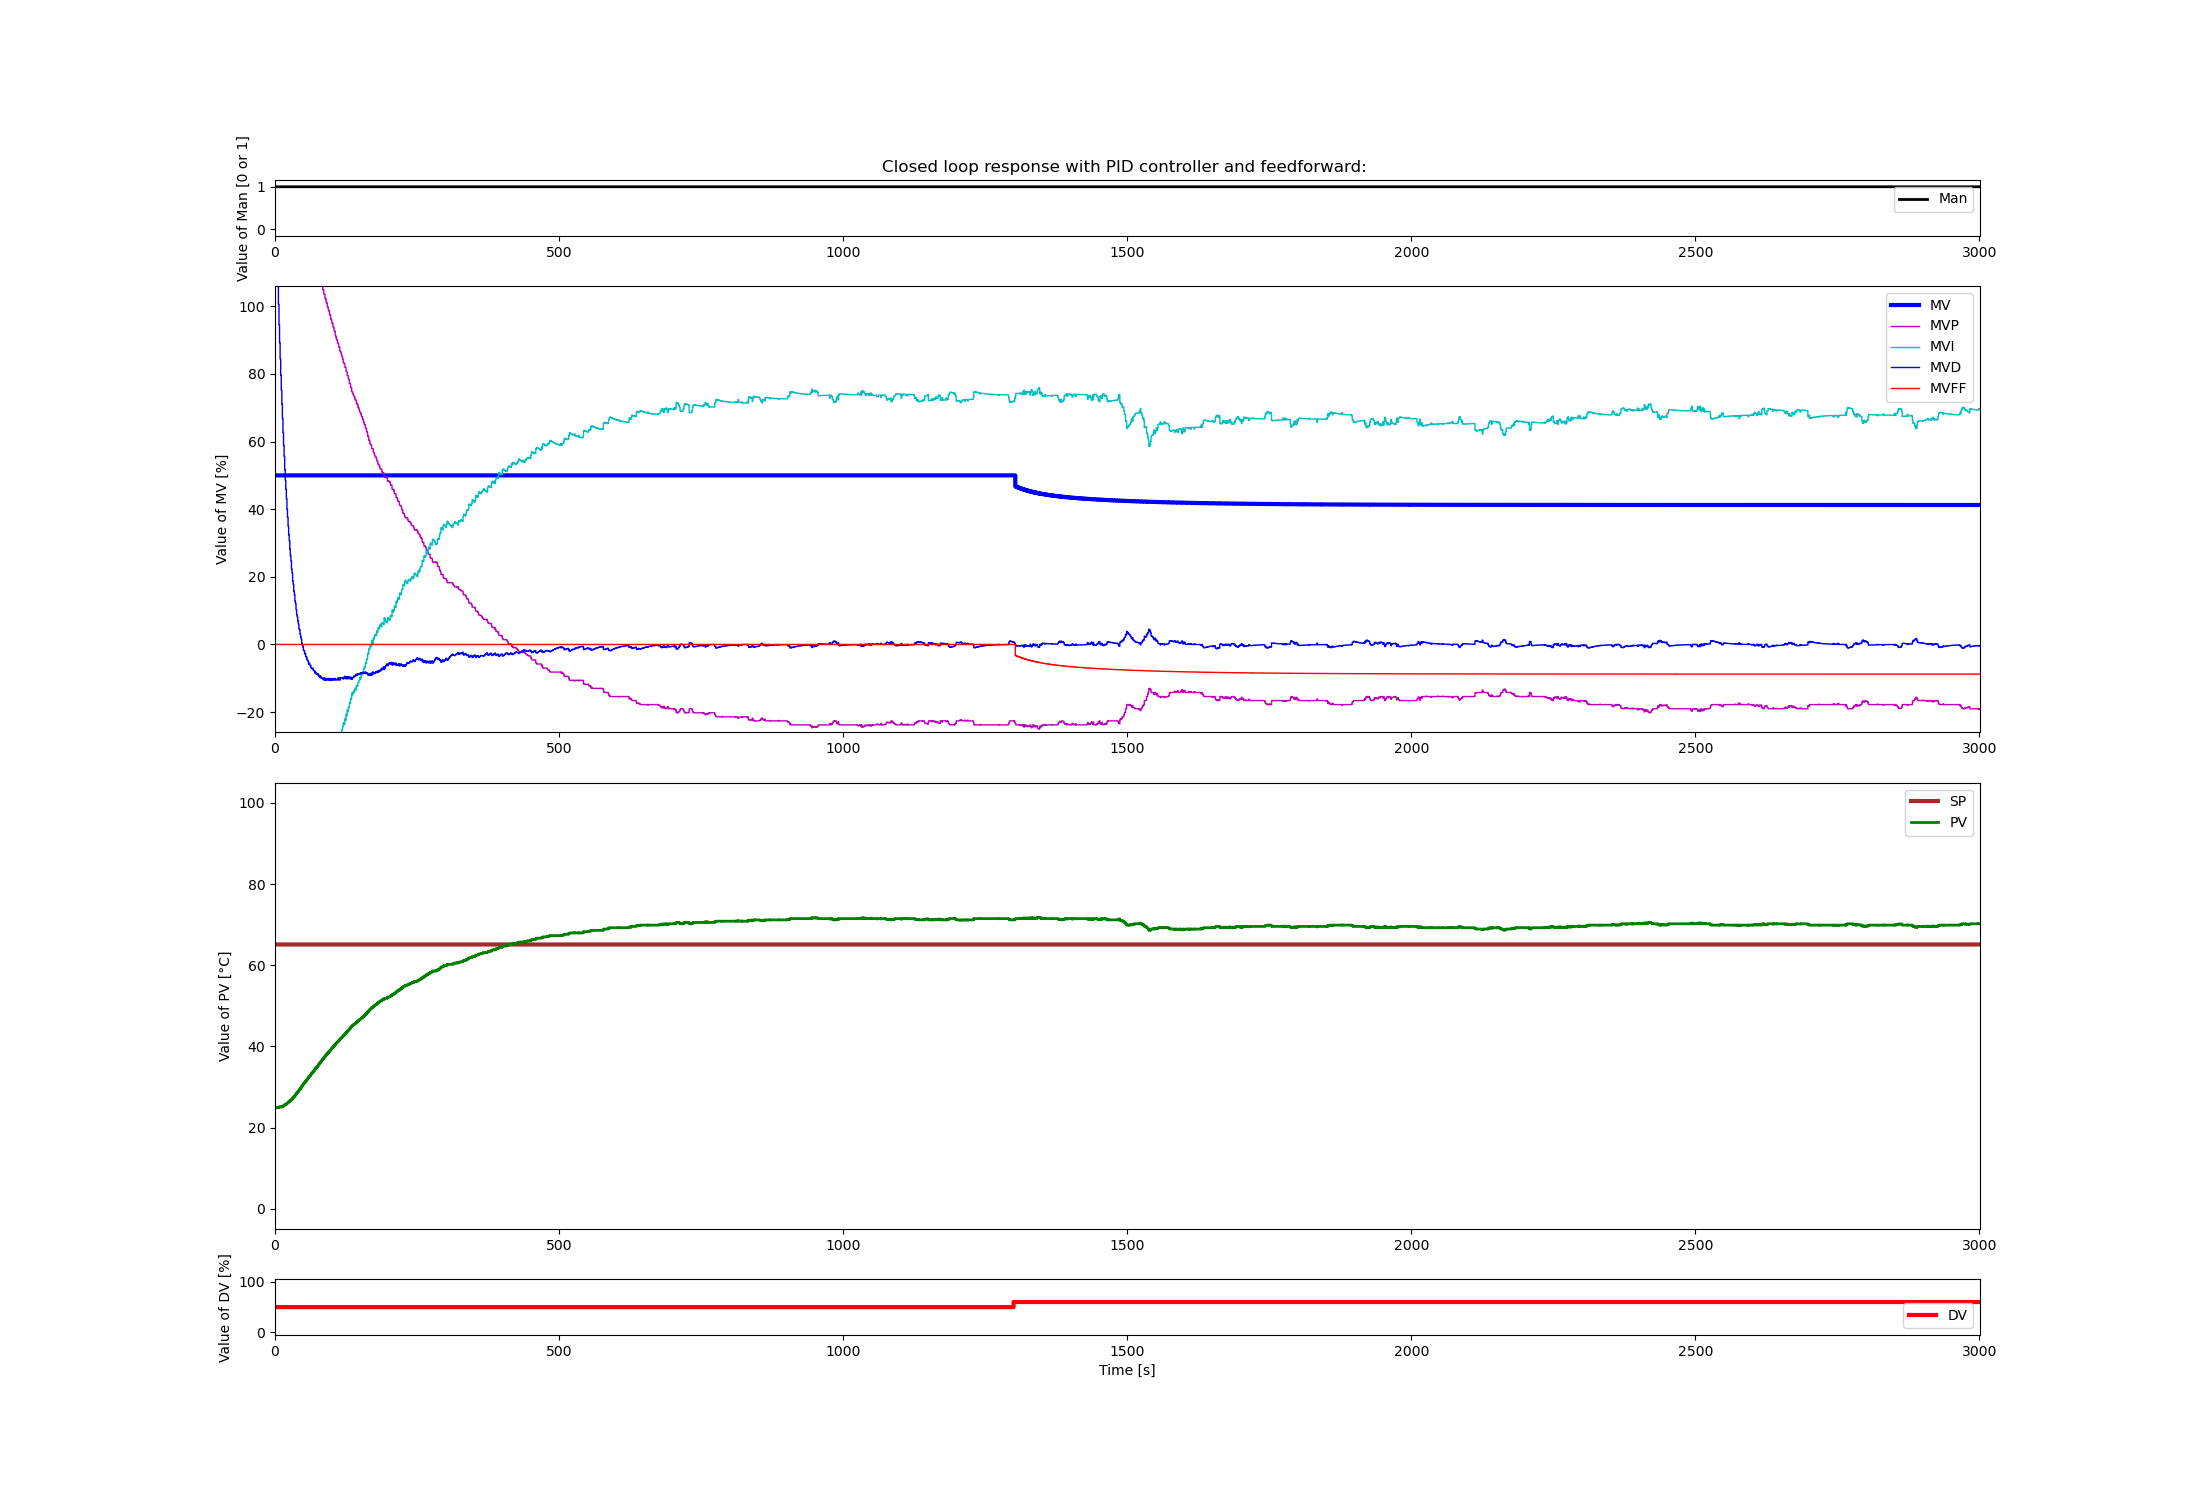 Closed loop response with PID controller and feedforward:
Value of Man [0 or 1]
1
0
Man
0 500 1000 1500 2000 2500 3000
Value of MV [%]
100
80
60
40
20
0
−20
MV
MVP
MVI
MVD
MVFF
0 500 1000 1500 2000 2500 3000
Value of PV [°C]
100
80
60
40
20
0
SP
PV
0 500 1000 1500 2000 2500 3000
Value of DV [%]
100
0
DV
0 500 1000 1500 2000 2500 3000
Time [s]